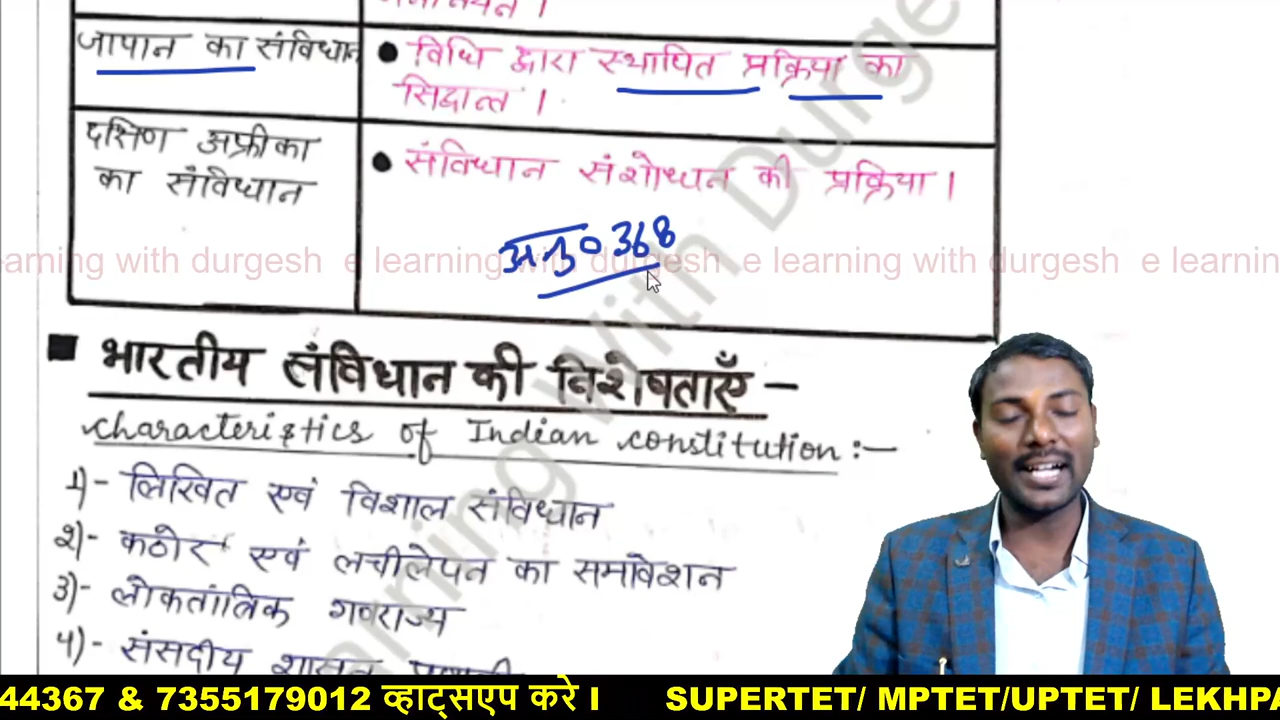 जापान का संविधान
• विधि द्वारा स्थापित प्रक्रिया का
सिद्धान्त ।
दक्षिण अफ्रीका
का संविधान
• संविधान संशोधन की प्रक्रिया ।
अनु० 368
earning with durgesh e learning with durgesh e learning with durgesh e learnin
■ भारतीय संविधान की विशेषताएँ –
characteristics of Indian constitution :-
1)- लिखित एवं विशाल संविधान
2)- कठोर एवं लचीलेपन का समावेशन
3)- लोकतांत्रिक गणराज्य
4)- संसदीय शासन
44367 & 7355179012 व्हाट्सएप करे I SUPERTET/ MPTET/UPTET/ LEKHPA